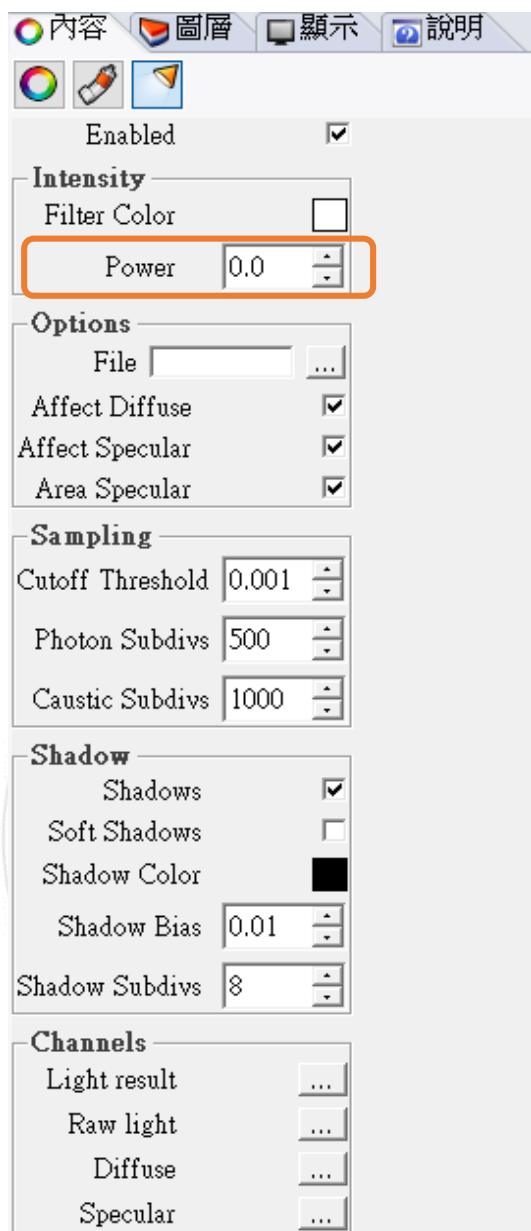 內容 圖層 顯示 說明
Enabled
Intensity
Filter Color
Power 0.0
Options
File ...
Affect Diffuse
Affect Specular
Area Specular
Sampling
Cutoff Threshold 0.001
Photon Subdivs 500
Caustic Subdivs 1000
Shadow
Shadows
Soft Shadows
Shadow Color
Shadow Bias 0.01
Shadow Subdivs 8
Channels
Light result ...
Raw light ...
Diffuse ...
Specular ...